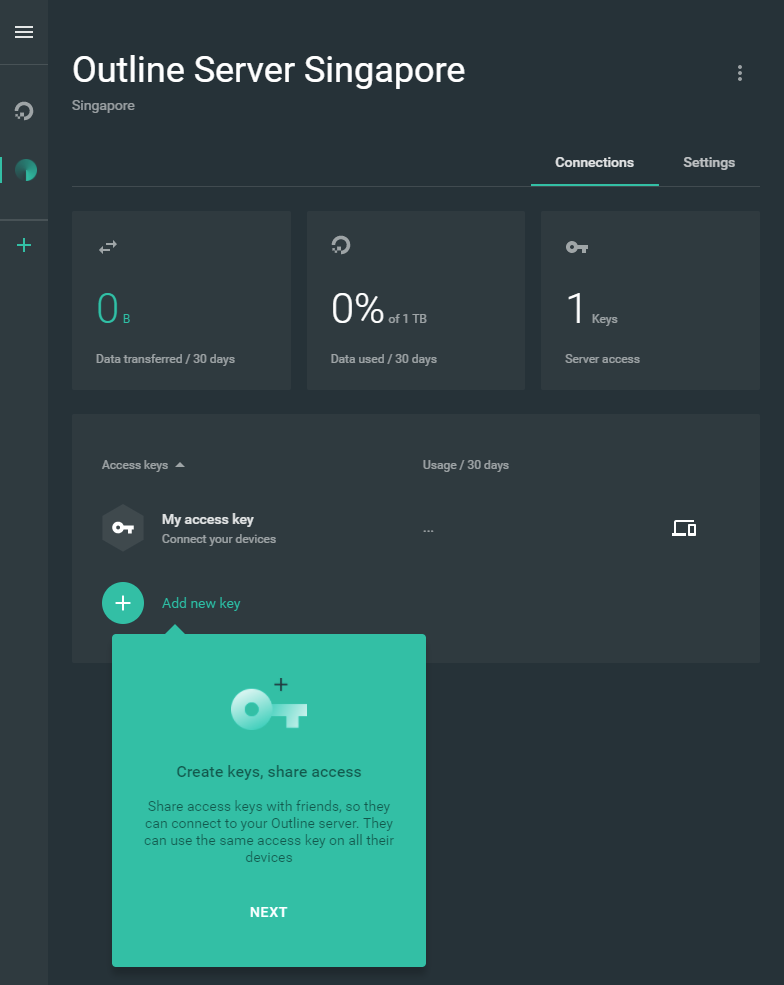 Outline Server Singapore
Singapore
Connections Settings
0 B
Data transferred / 30 days
0% of 1 TB
Data used / 30 days
1 Keys
Server access
Access keys Usage / 30 days
My access key
Connect your devices
...
Add new key
Create keys, share access
Share access keys with friends, so they
can connect to your Outline server. They
can use the same access key on all their
devices
NEXT